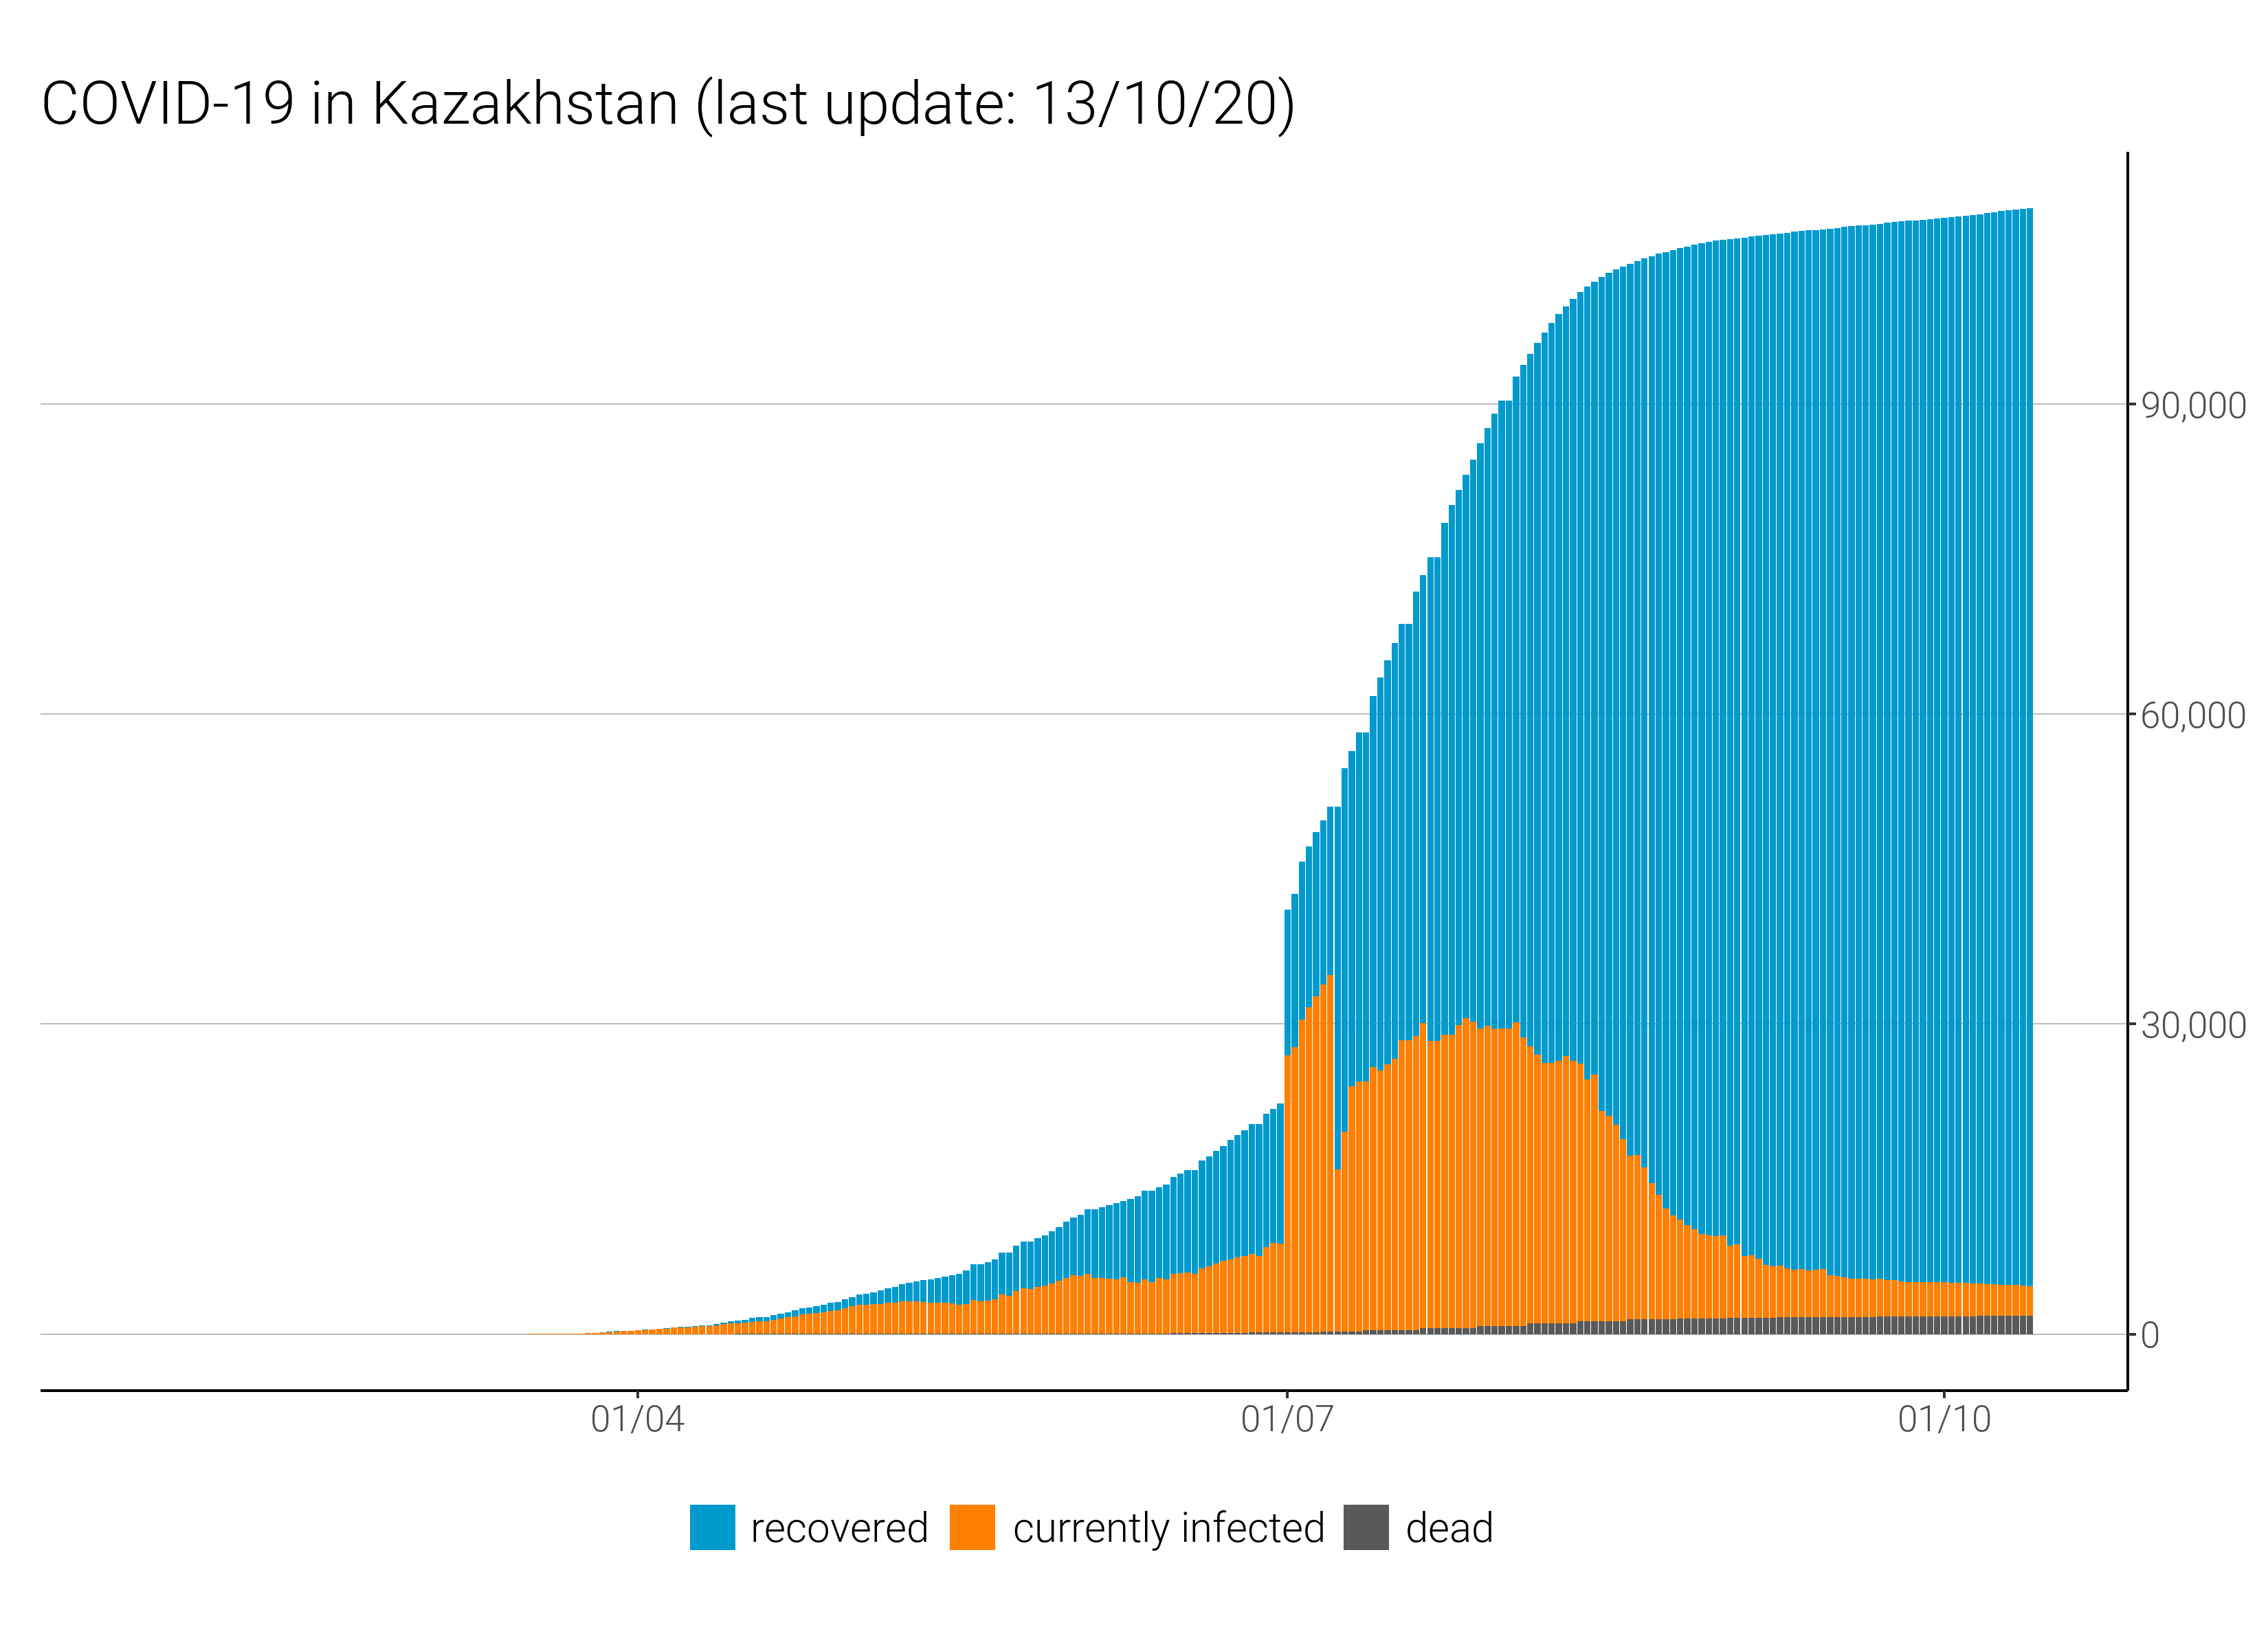 COVID-19 in Kazakhstan (last update: 13/10/20)
90,000
60,000
30,000
0
01/04 01/07 01/10
recovered currently infected dead